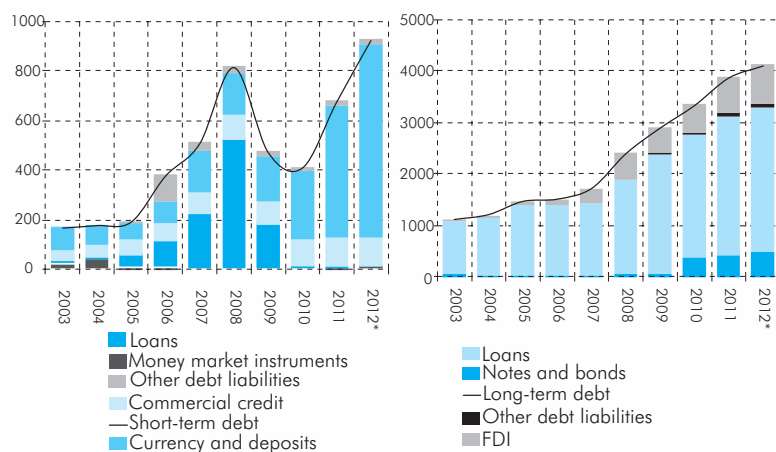 1000
800
600
400
200
0
2003
2004
2005
2006
2007
2008
2009
2010
2011
2012*
Loans
Money market instruments
Other debt liabilities
Commercial credit
Short-term debt
Currency and deposits
5000
4000
3000
2000
1000
0
2003
2004
2005
2006
2007
2008
2009
2010
2011
2012*
Loans
Notes and bonds
Long-term debt
Other debt liabilities
FDI